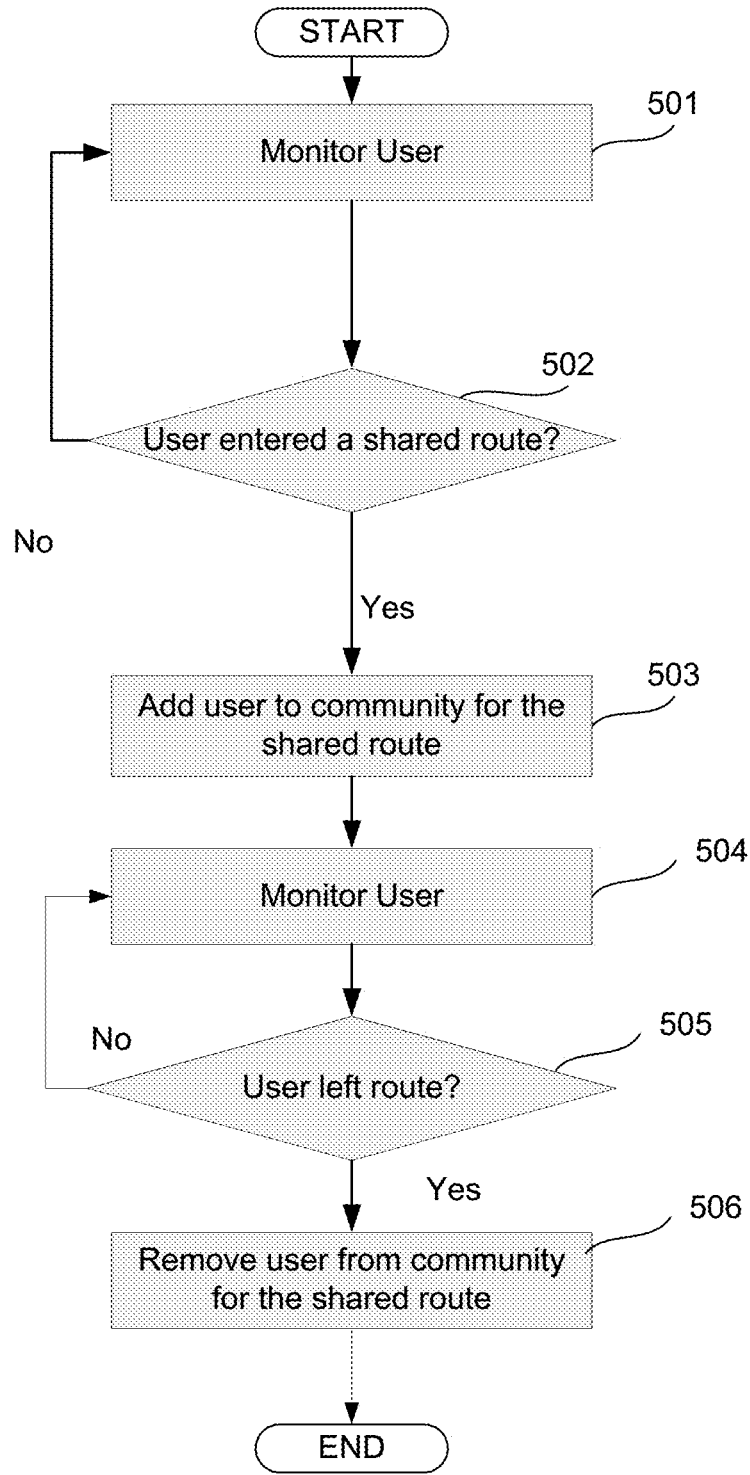 START
501
Monitor User
502
User entered a shared route?
No
Yes
503
Add user to community for the
shared route
504
Monitor User
505
No
User left route?
Yes
506
Remove user from community
for the shared route
END